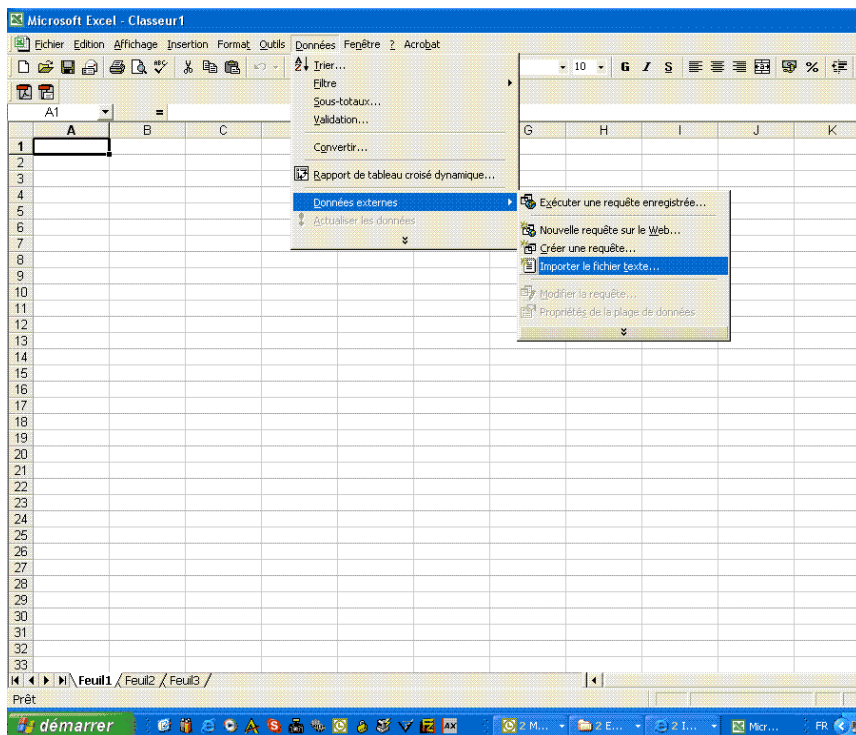 Microsoft Excel - Classeur1
Fichier Edition Affichage Insertion Format Outils Données Fenêtre ? Acrobat
10 G I S %
A1 =
A B C G H I J K
Trier...
Filtre
Sous-totaux...
Validation...
Convertir...
Rapport de tableau croisé dynamique...
Données externes
Actualiser les données
Exécuter une requête enregistrée...
Nouvelle requête sur le Web...
Créer une requête...
Importer le fichier texte...
Modifier la requête...
Propriétés de la plage de données
1
2
3
4
5
6
7
8
9
10
11
12
13
14
15
16
17
18
19
20
21
22
23
24
25
26
27
28
29
30
31
32
33
Feuil1 / Feuil2 / Feuil3 /
Prêt
démarrer 2 M... 2 E... 2 I... Micr... FR